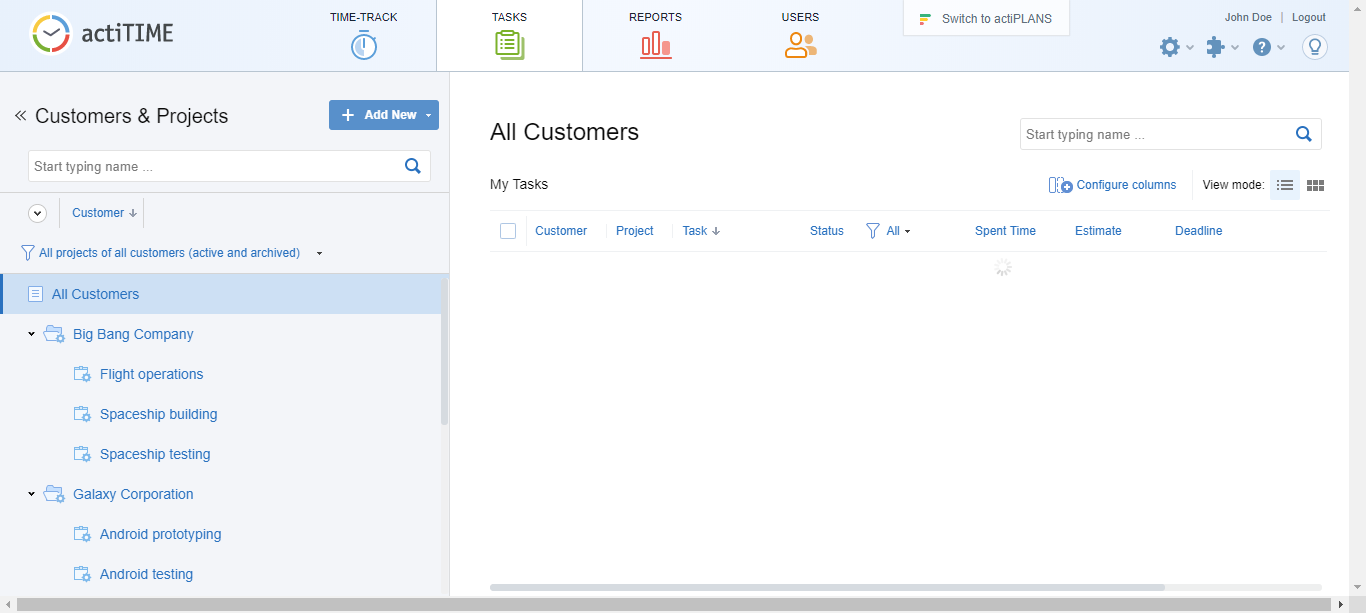 actiTIME
TIME-TRACK
TASKS
REPORTS
USERS
Switch to actiPLANS
John Doe
Logout
Customers & Projects
Add New
Start typing name ...
Customer
All projects of all customers (active and archived)
All Customers
Big Bang Company
Flight operations
Spaceship building
Spaceship testing
Galaxy Corporation
Android prototyping
Android testing
All Customers
Start typing name ...
My Tasks
Configure columns
View mode:
Customer Project Task Status All Spent Time Estimate Deadline